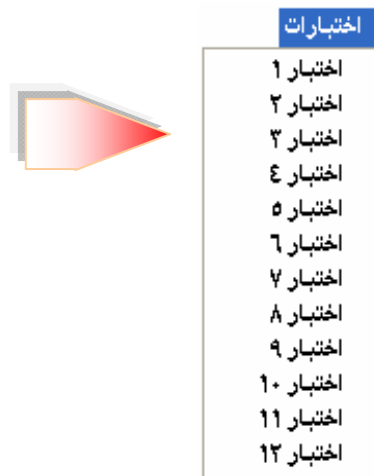 اختبارات
اختبار ١
اختبار ٢
اختبار ٣
اختبار ٤
اختبار ٥
اختبار ٦
اختبار ٧
اختبار ٨
اختبار ٩
اختبار ١٠
اختبار ١١
اختبار ١٢